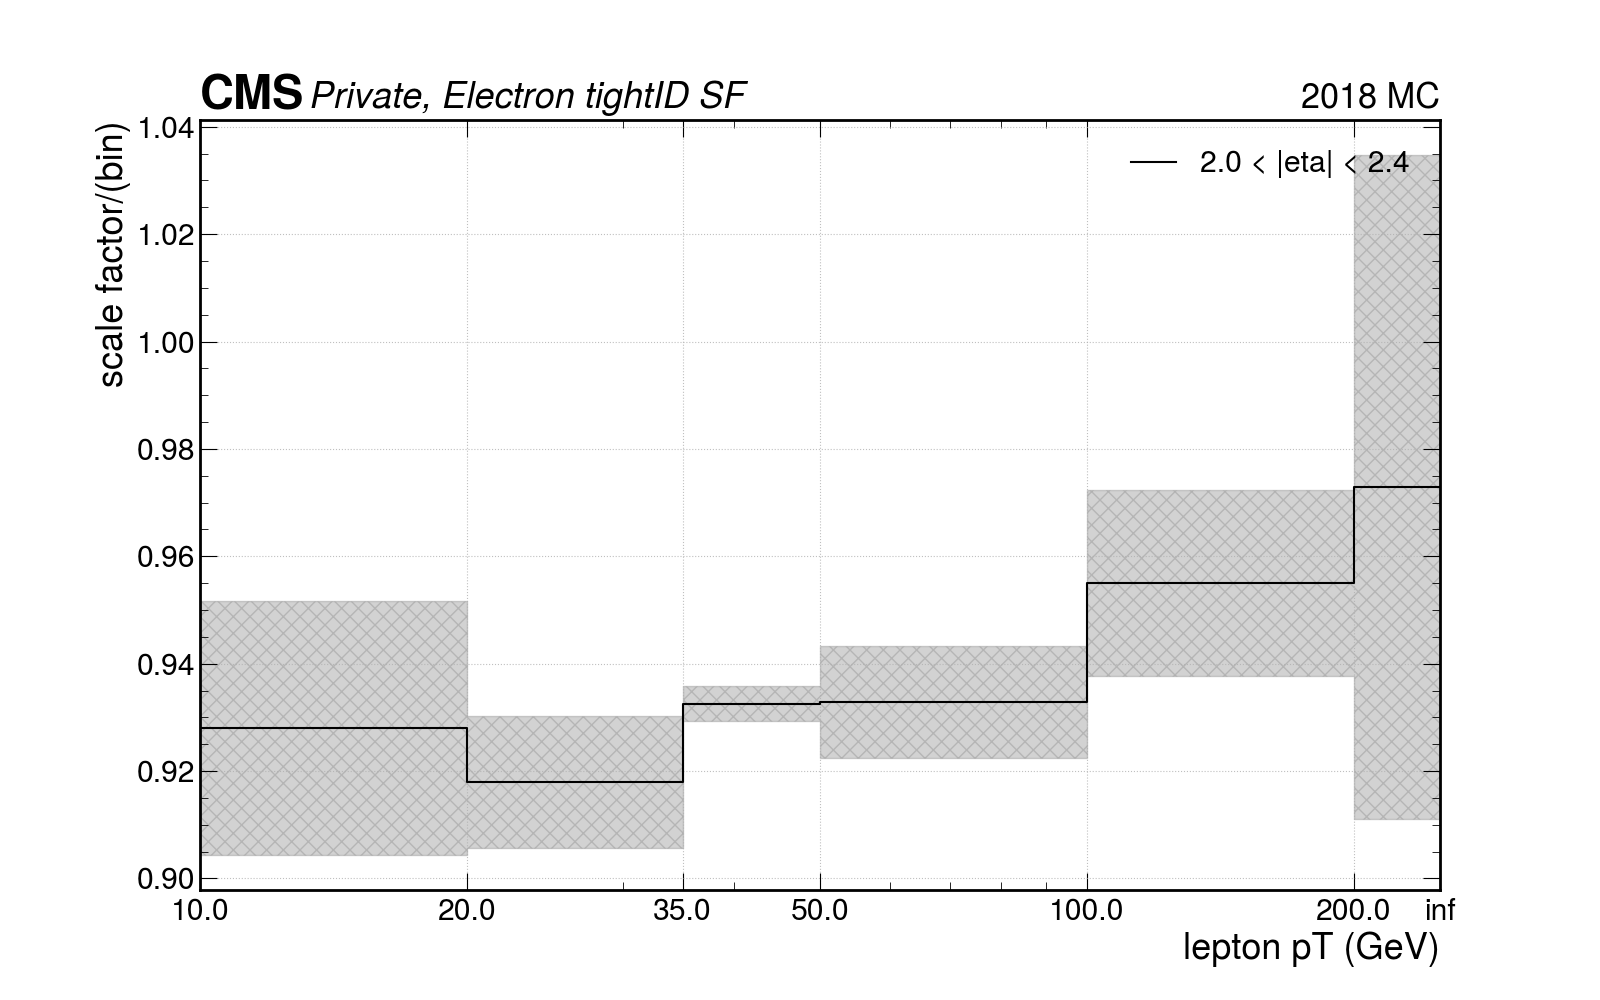 CMS Private, Electron tightID SF
2018 MC
scale factor/(bin)
1.04
1.02
1.00
0.98
0.96
0.94
0.92
0.90
2.0 < |eta| < 2.4
10.0 20.0 35.0 50.0 100.0 200.0 inf
lepton pT (GeV)